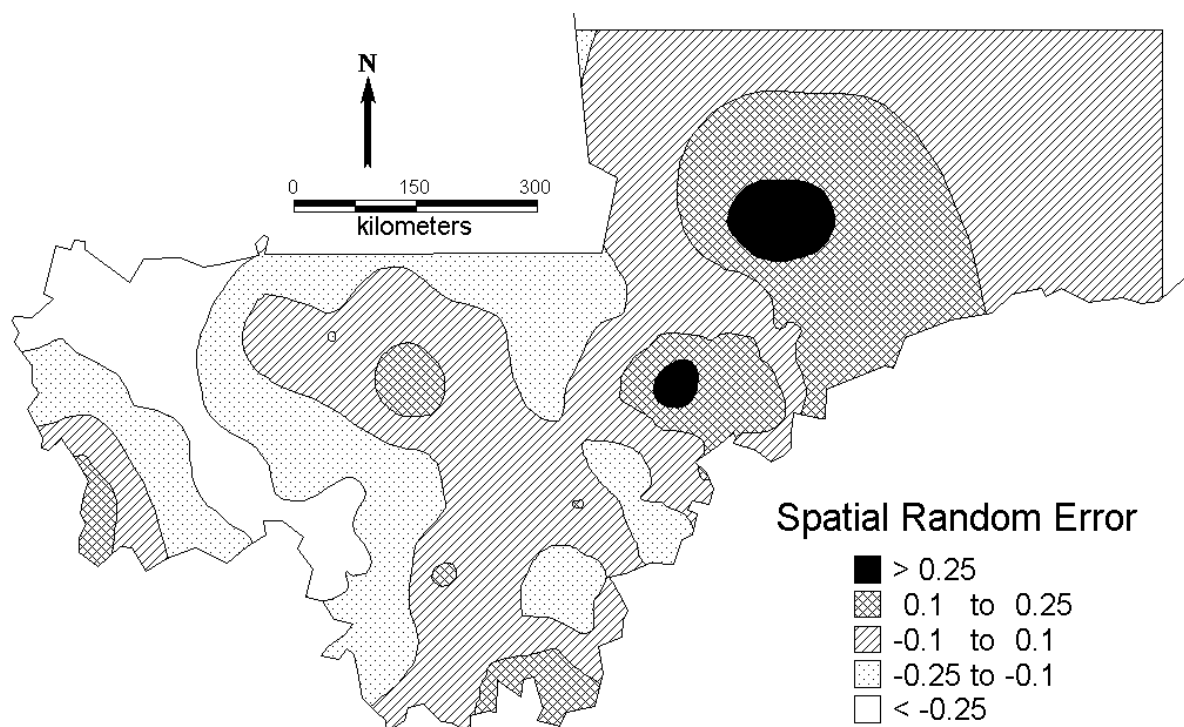 N
0 150 300
kilometers
Spatial Random Error
> 0.25
0.1 to 0.25
-0.1 to 0.1
-0.25 to -0.1
< -0.25